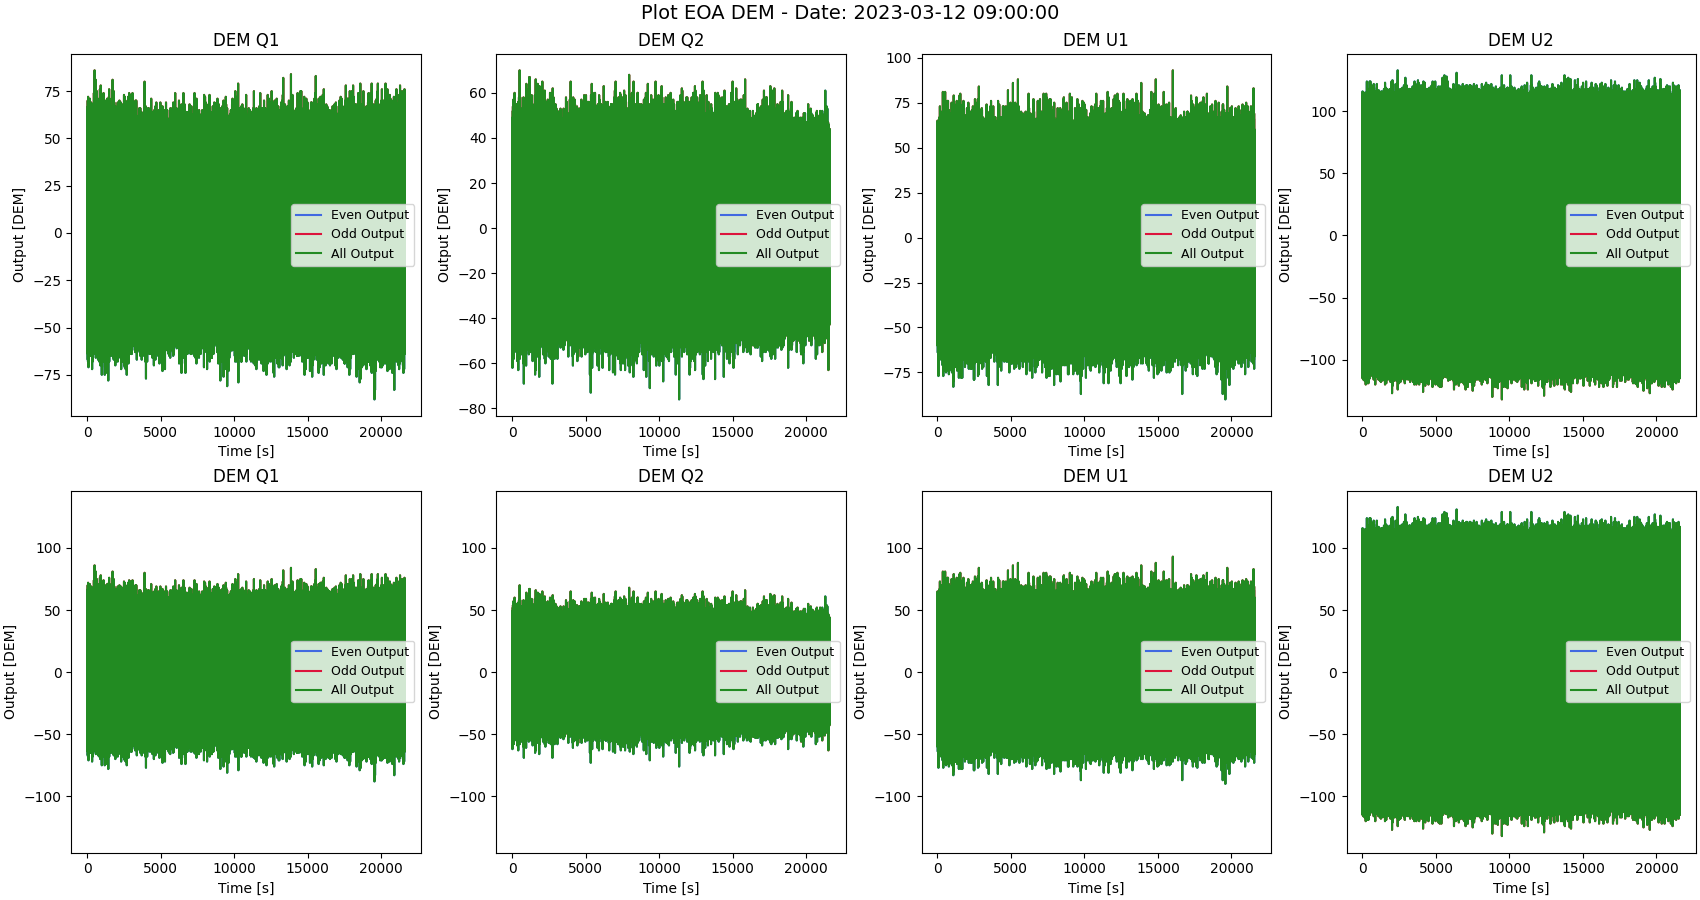 Plot EOA DEM - Date: 2023-03-12 09:00:00
DEM Q1
75
50
25
0
−25
−50
−75
Output [DEM]
Even Output
Odd Output
All Output
0 5000 10000 15000 20000
Time [s]
DEM Q2
60
40
20
0
−20
−40
−60
−80
Output [DEM]
Even Output
Odd Output
All Output
0 5000 10000 15000 20000
Time [s]
DEM U1
100
75
50
25
0
−25
−50
−75
Output [DEM]
Even Output
Odd Output
All Output
0 5000 10000 15000 20000
Time [s]
DEM U2
100
50
0
−50
−100
Output [DEM]
Even Output
Odd Output
All Output
0 5000 10000 15000 20000
Time [s]
DEM Q1
100
50
0
−50
−100
Output [DEM]
Even Output
Odd Output
All Output
0 5000 10000 15000 20000
Time [s]
DEM Q2
100
50
0
−50
−100
Output [DEM]
Even Output
Odd Output
All Output
0 5000 10000 15000 20000
Time [s]
DEM U1
100
50
0
−50
−100
Output [DEM]
Even Output
Odd Output
All Output
0 5000 10000 15000 20000
Time [s]
DEM U2
100
50
0
−50
−100
Output [DEM]
Even Output
Odd Output
All Output
0 5000 10000 15000 20000
Time [s]